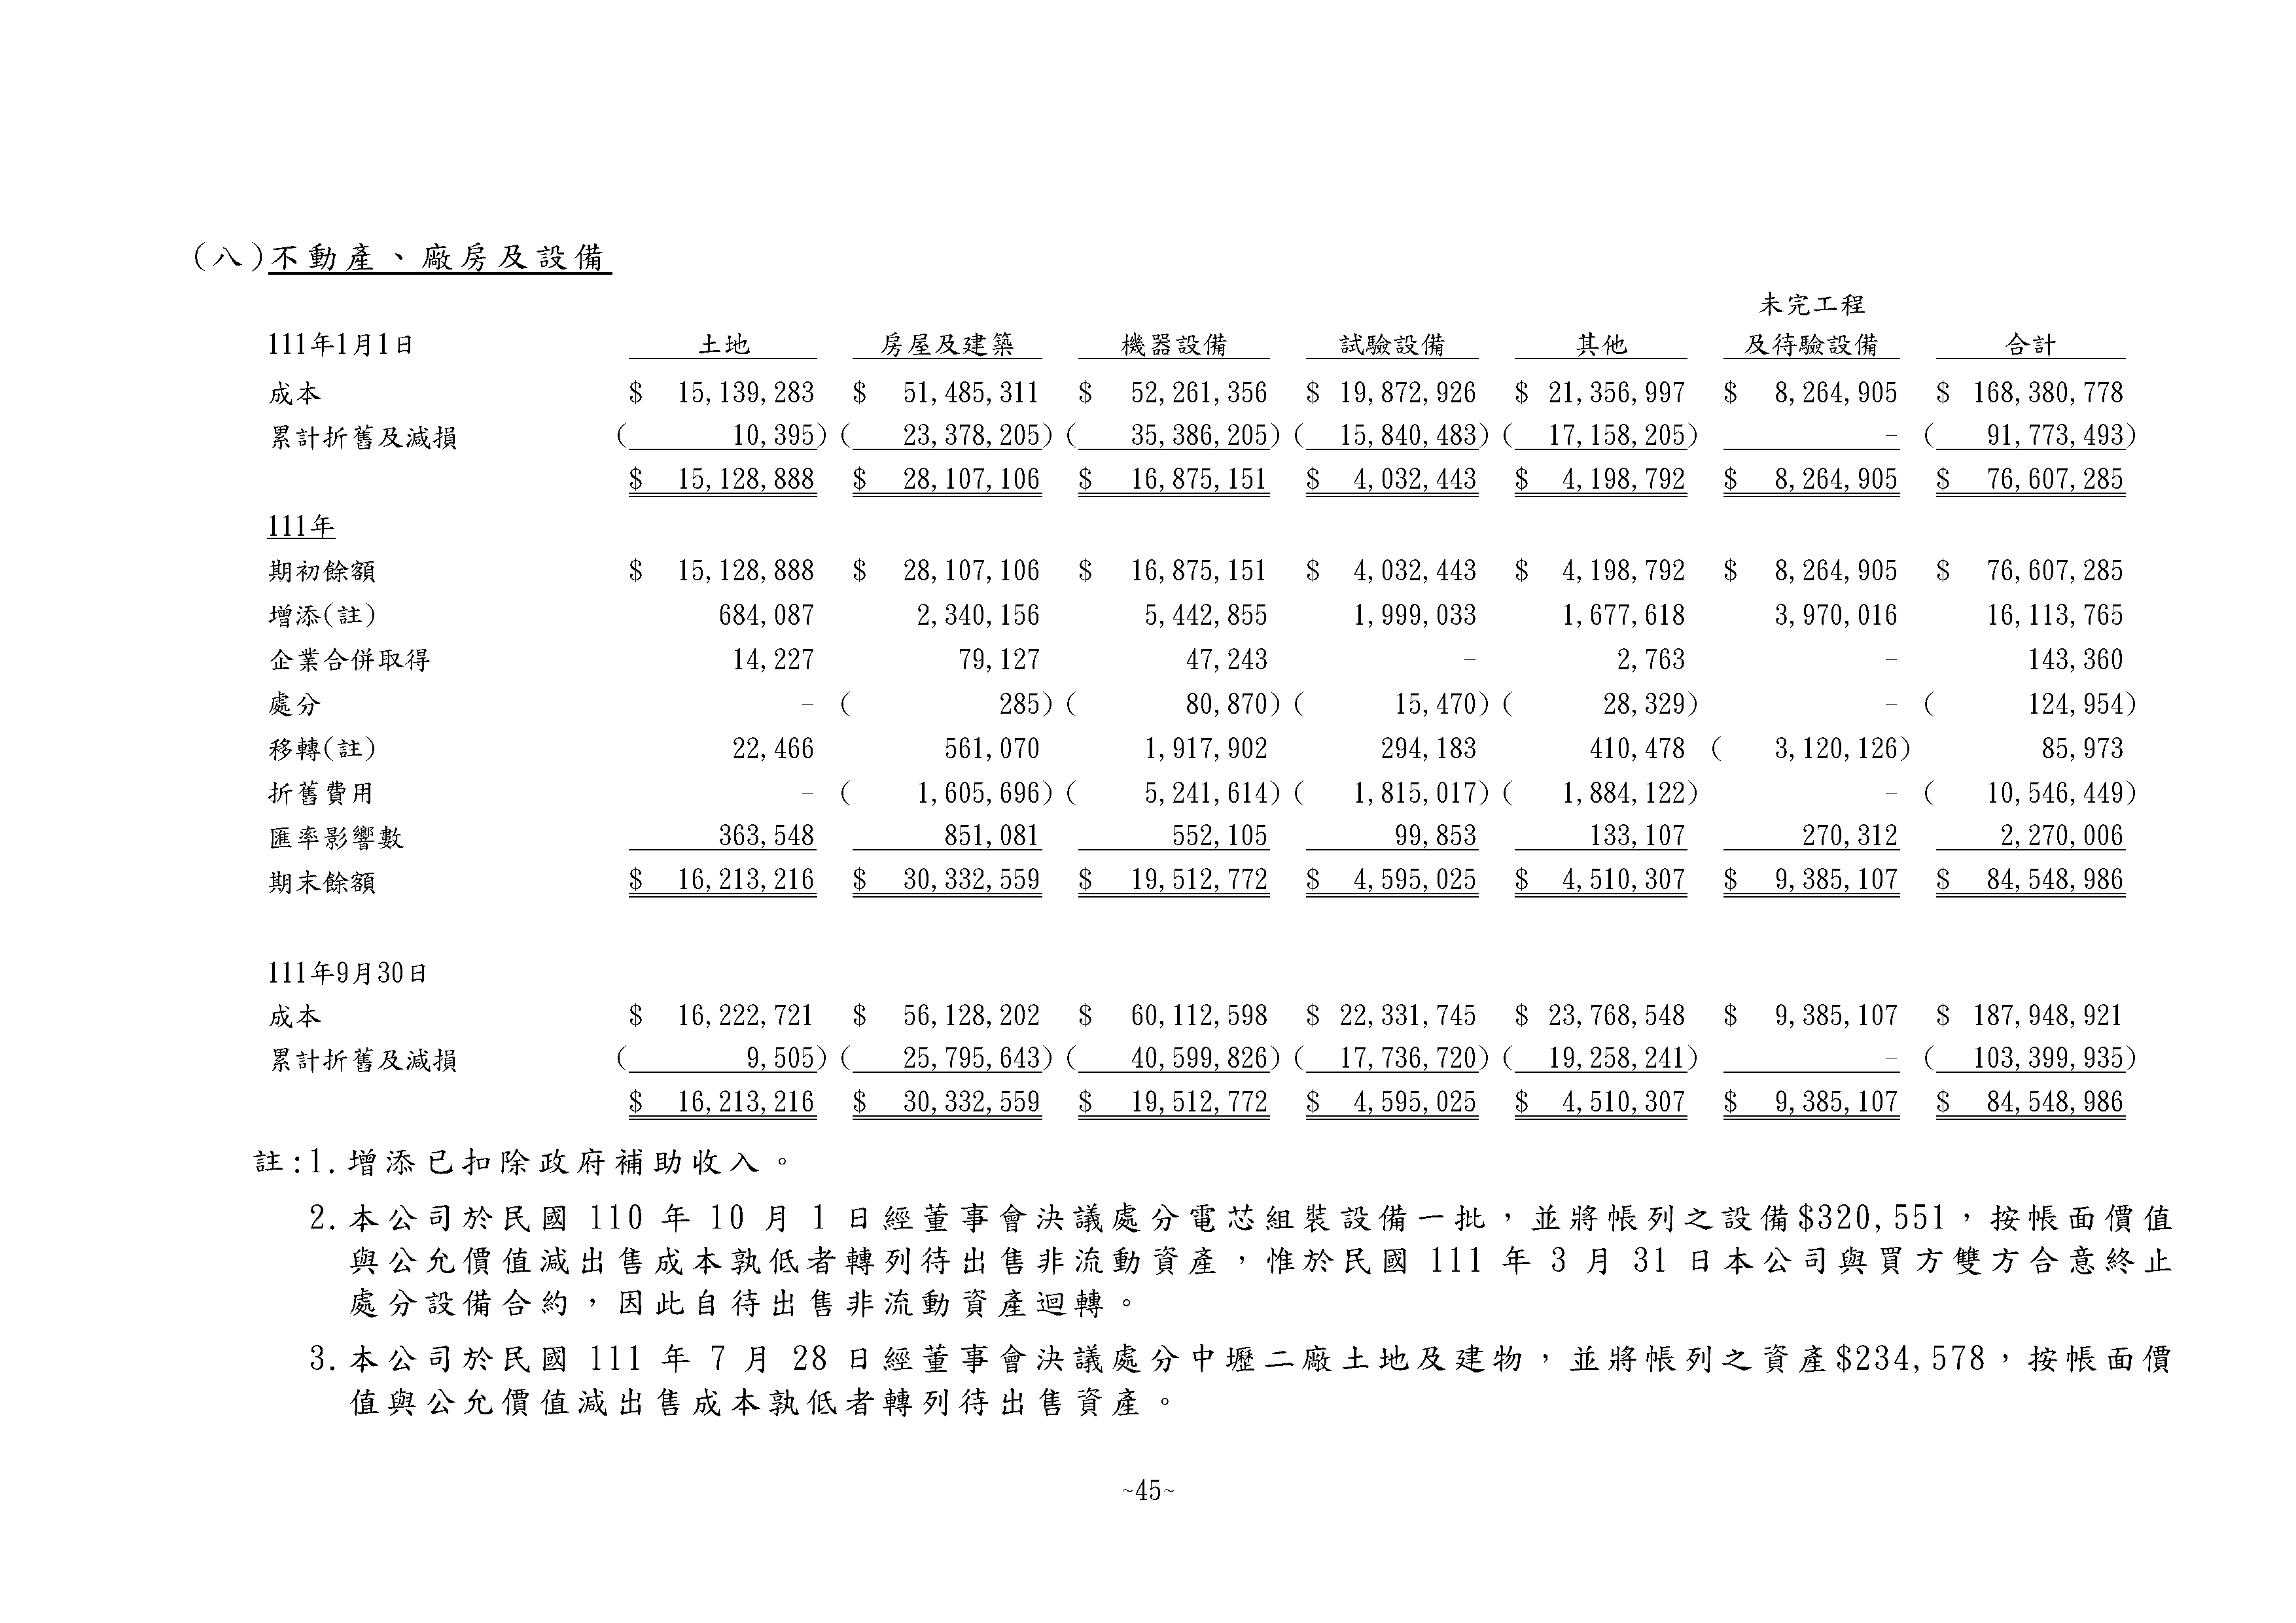 (八)不動產、廠房及設備
未完工程
111年1月1日 土地 房屋及建築 機器設備 試驗設備 其他 及待驗設備 合計
成本 $ 15,139,283 $ 51,485,311 $ 52,261,356 $ 19,872,926 $ 21,356,997 $ 8,264,905 $ 168,380,778
累計折舊及減損 ( 10,395) ( 23,378,205) ( 35,386,205) ( 15,840,483) ( 17,158,205) - ( 91,773,493)
$ 15,128,888 $ 28,107,106 $ 16,875,151 $ 4,032,443 $ 4,198,792 $ 8,264,905 $ 76,607,285
111年
期初餘額 $ 15,128,888 $ 28,107,106 $ 16,875,151 $ 4,032,443 $ 4,198,792 $ 8,264,905 $ 76,607,285
增添(註) 684,087 2,340,156 5,442,855 1,999,033 1,677,618 3,970,016 16,113,765
企業合併取得 14,227 79,127 47,243 - 2,763 - 143,360
處分 - ( 285) ( 80,870) ( 15,470) ( 28,329) - ( 124,954)
移轉(註) 22,466 561,070 1,917,902 294,183 410,478 ( 3,120,126) 85,973
折舊費用 - ( 1,605,696) ( 5,241,614) ( 1,815,017) ( 1,884,122) - ( 10,546,449)
匯率影響數 363,548 851,081 552,105 99,853 133,107 270,312 2,270,006
期末餘額 $ 16,213,216 $ 30,332,559 $ 19,512,772 $ 4,595,025 $ 4,510,307 $ 9,385,107 $ 84,548,986
111年9月30日
成本 $ 16,222,721 $ 56,128,202 $ 60,112,598 $ 22,331,745 $ 23,768,548 $ 9,385,107 $ 187,948,921
累計折舊及減損 ( 9,505) ( 25,795,643) ( 40,599,826) ( 17,736,720) ( 19,258,241) - ( 103,399,935)
$ 16,213,216 $ 30,332,559 $ 19,512,772 $ 4,595,025 $ 4,510,307 $ 9,385,107 $ 84,548,986
註:1.增添已扣除政府補助收入。
2.本公司於民國 110 年 10 月 1 日經董事會決議處分電芯組裝設備一批，並將帳列之設備$320,551，按帳面價值
與公允價值減出售成本孰低者轉列待出售非流動資產，惟於民國 111 年 3 月 31 日本公司與買方雙方合意終止
處分設備合約，因此自待出售非流動資產迴轉。
3.本公司於民國 111 年 7 月 28 日經董事會決議處分中壢二廠土地及建物，並將帳列之資產$234,578，按帳面價
值與公允價值減出售成本孰低者轉列待出售資產。
~45~